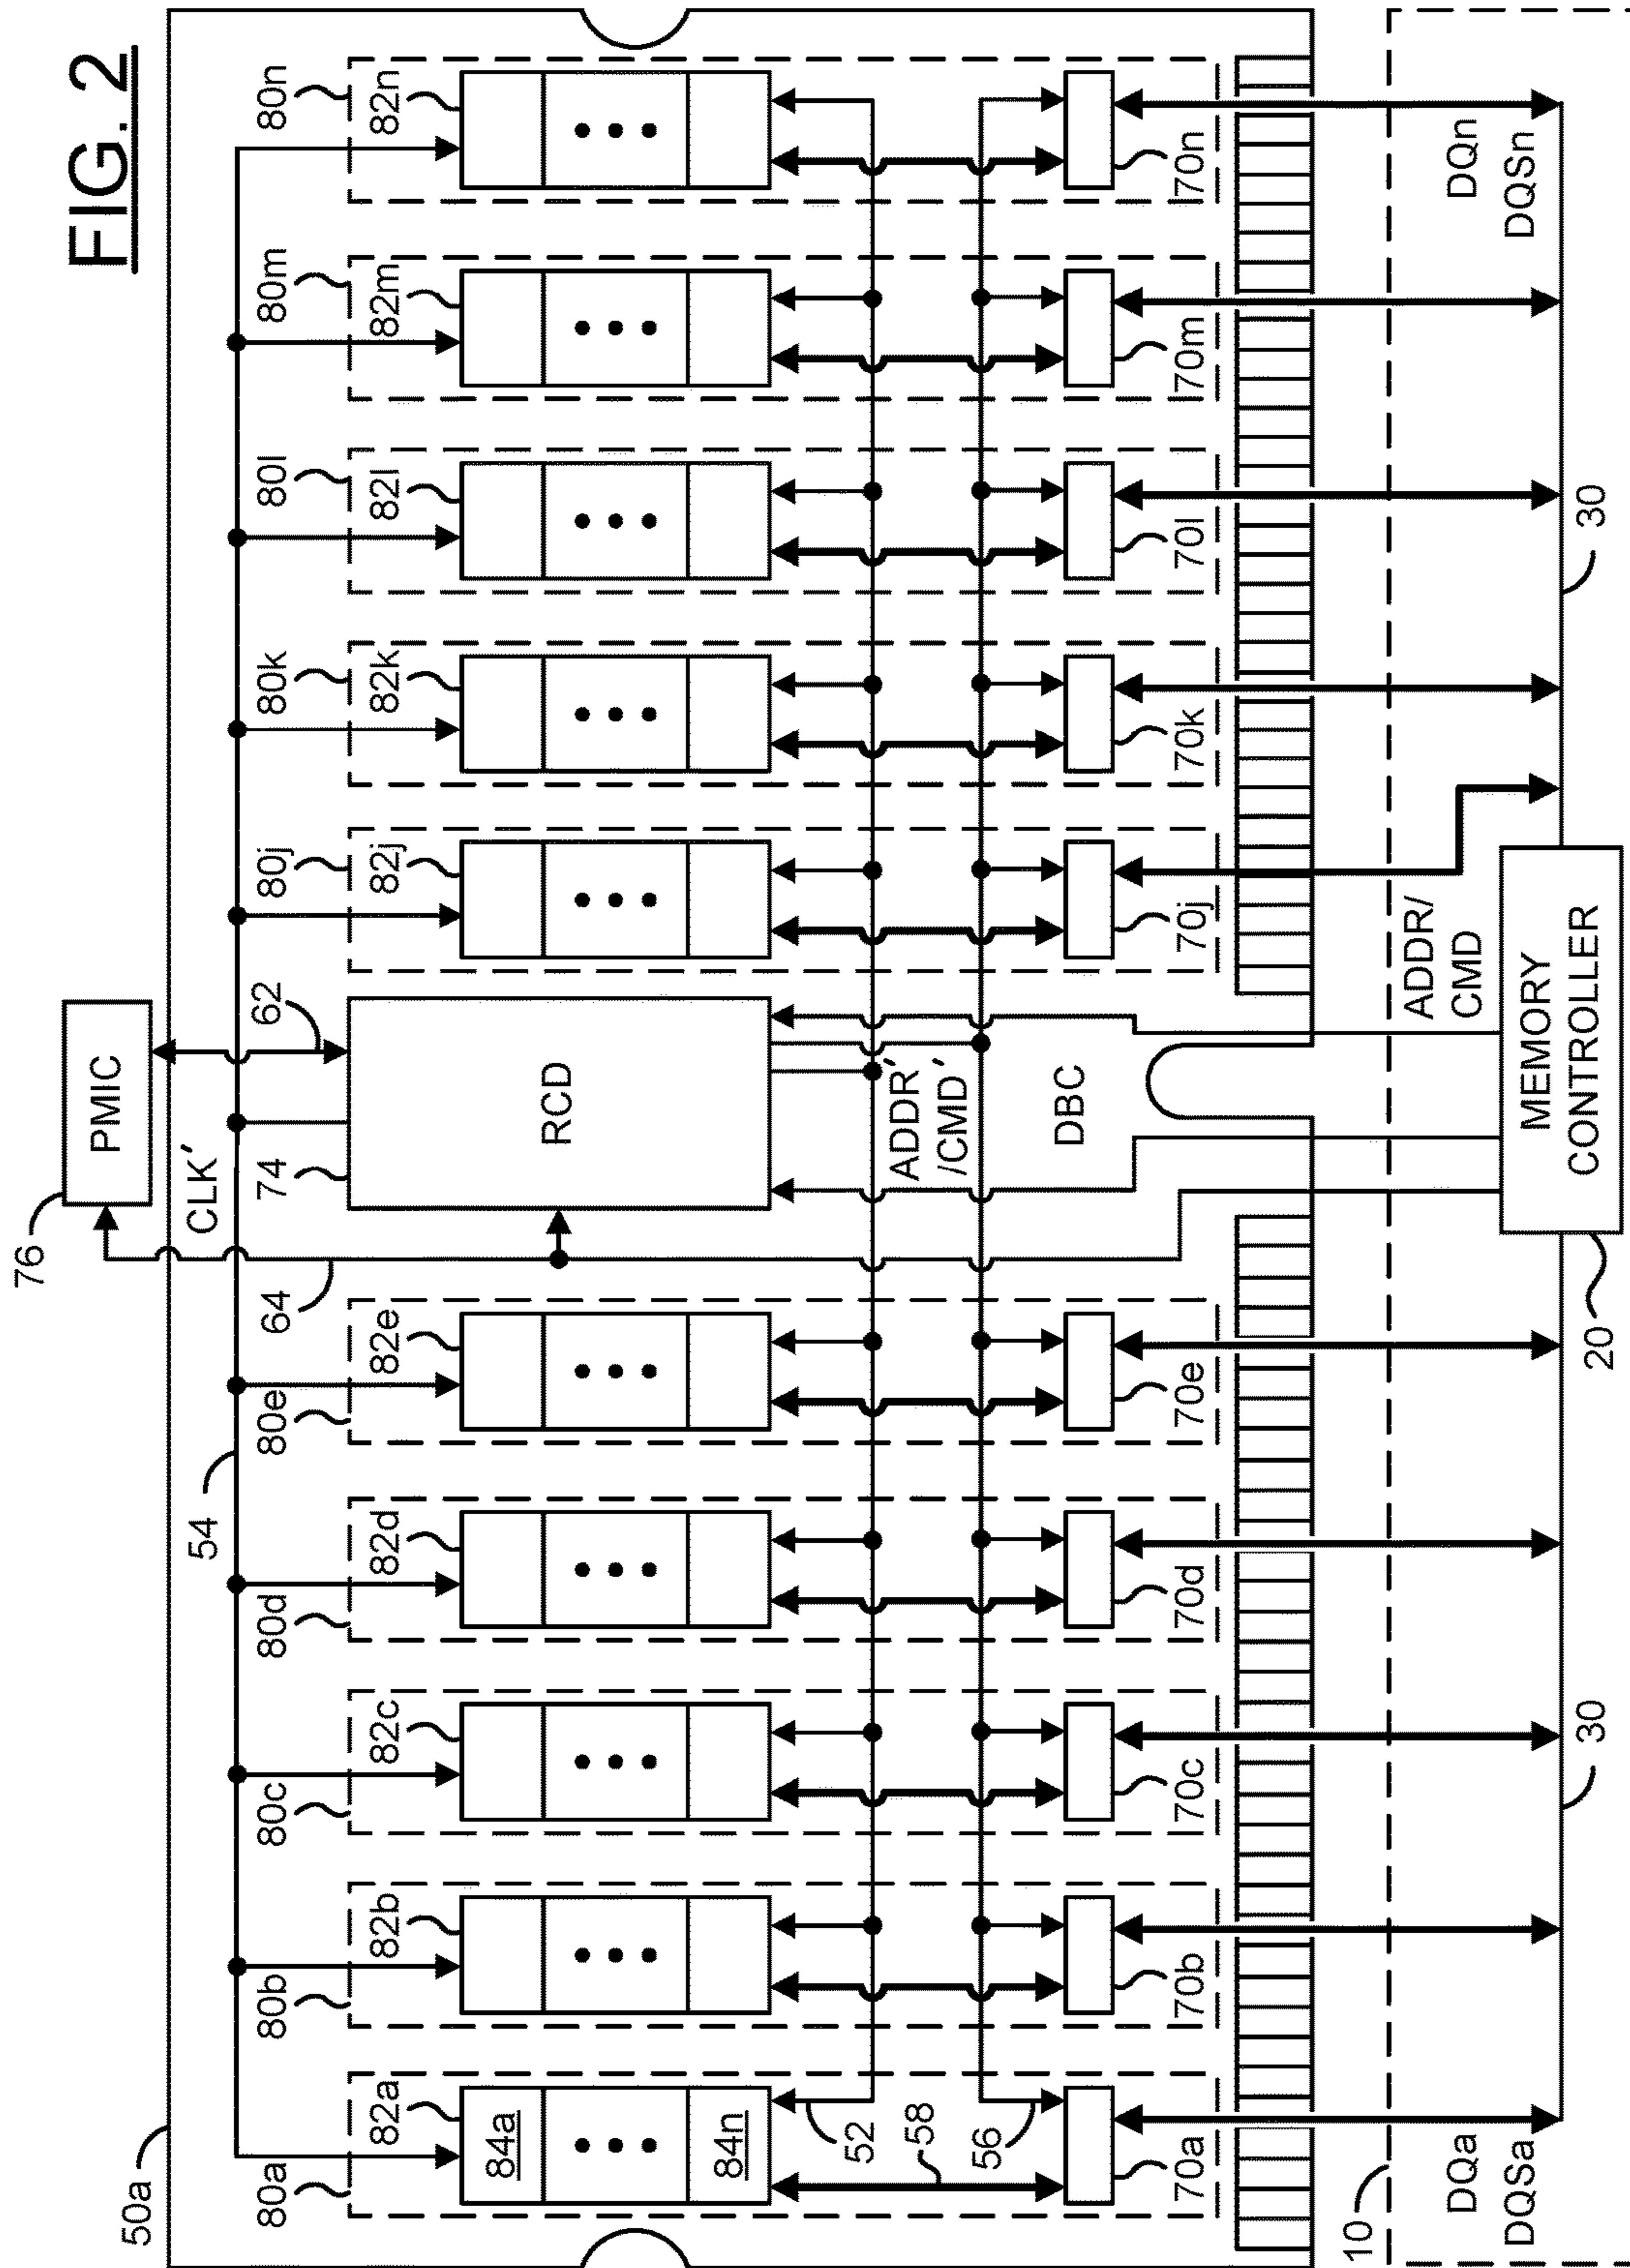 FIG. 2
76
PMIC
62
50a
54
CLK′
64
74
80a
80b
80c
80d
80e
80j
80k
80l
80m
80n
82a
82b
82c
82d
82e
82j
82k
82l
82m
82n
84a
84n
RCD
52
58
56
ADDR′
/CMD′
DBC
70a
70b
70c
70d
70e
70j
70k
70l
70m
70n
10
DQa
DQSa
30
ADDR/
CMD
MEMORY
CONTROLLER
20
30
DQn
DQSn